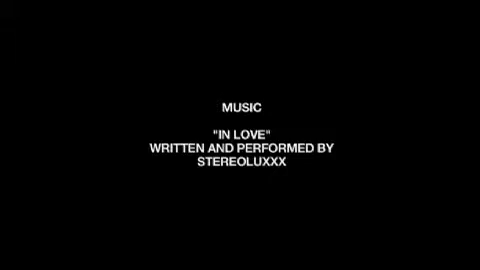 MUSIC
"IN LOVE"
WRITTEN AND PERFORMED BY
STEREOLUXXX